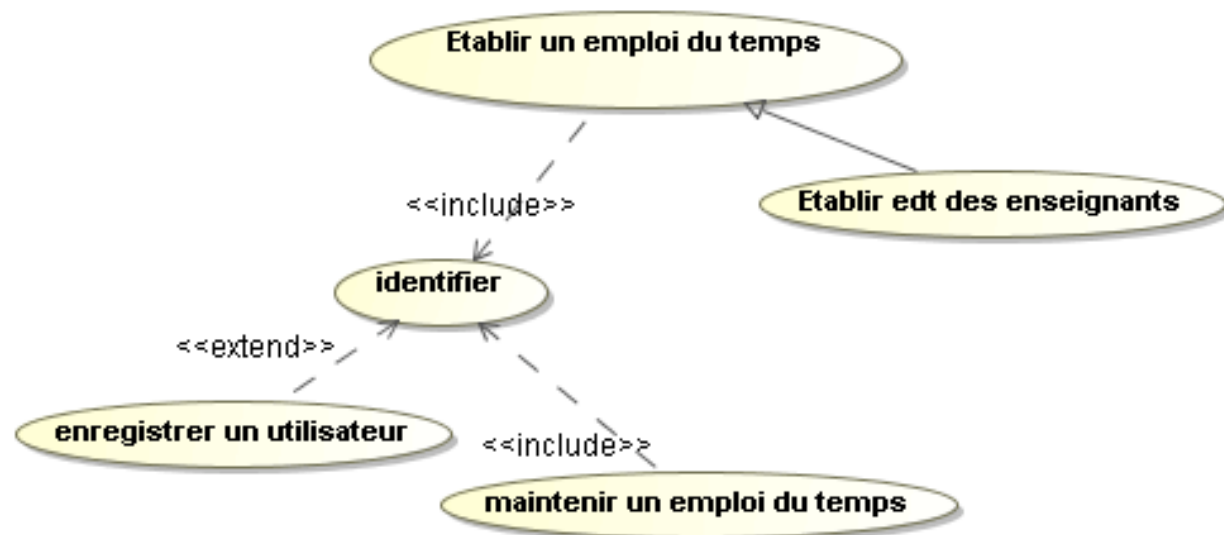 Etablir un emploi du temps
<<include>>
Etablir edt des enseignants
identifier
<<extend>>
enregistrer un utilisateur
<<include>>
maintenir un emploi du temps